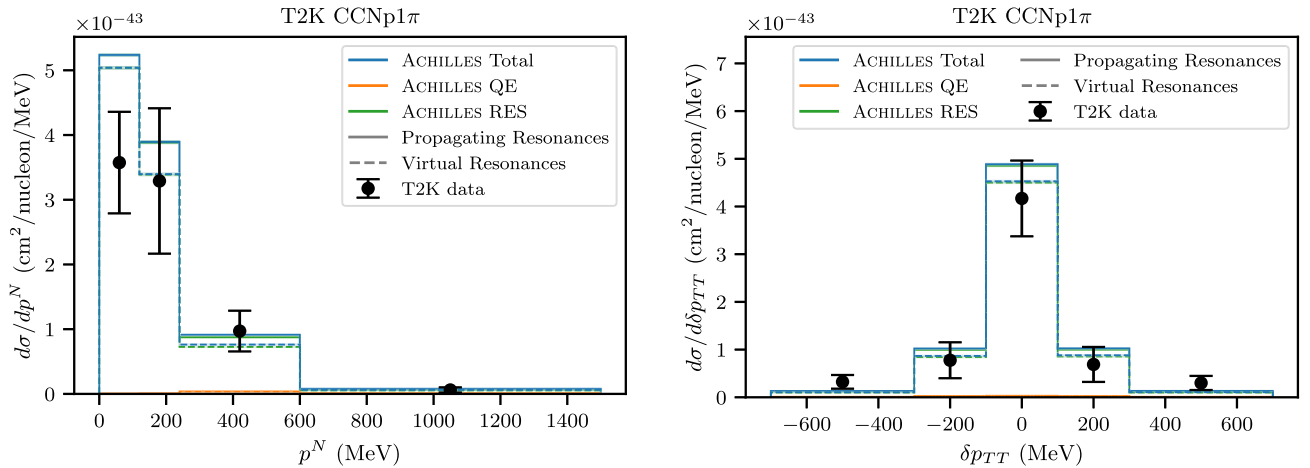 ×10−43
T2K CCNp1π
ACHILLES Total
ACHILLES QE
ACHILLES RES
Propagating Resonances
Virtual Resonances
T2K data
dσ/dp^N (cm²/nucleon/MeV)
5
4
3
2
1
0
0 200 400 600 800 1000 1200 1400
p^N (MeV)
×10−43
T2K CCNp1π
ACHILLES Total
ACHILLES QE
ACHILLES RES
Propagating Resonances
Virtual Resonances
T2K data
dσ/dδp_TT (cm²/nucleon/MeV)
7
6
5
4
3
2
1
0
−600 −400 −200 0 200 400 600
δp_TT (MeV)